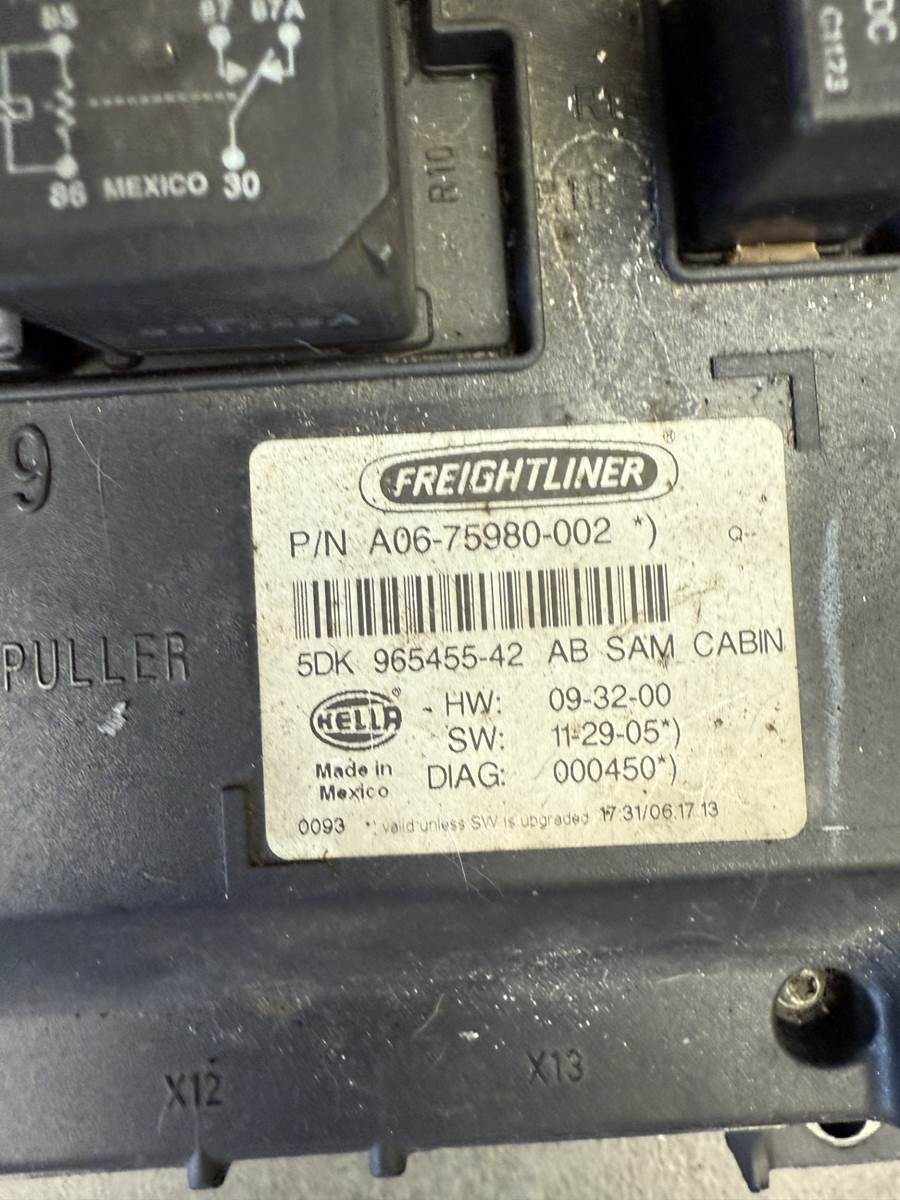 85
87 87A
86 MEXICO 30
R10
DC
C1123
9
PULLER
FREIGHTLINER ®
P/N A06-75980-002 *)
Q--
5DK 965455-42 AB SAM CABIN
HELLA ®
HW: 09-32-00
SW: 11-29-05*)
Made in
Mexico
DIAG: 000450*)
0093 *) valid unless SW is upgraded 17:31/06.17.13
X12
X13